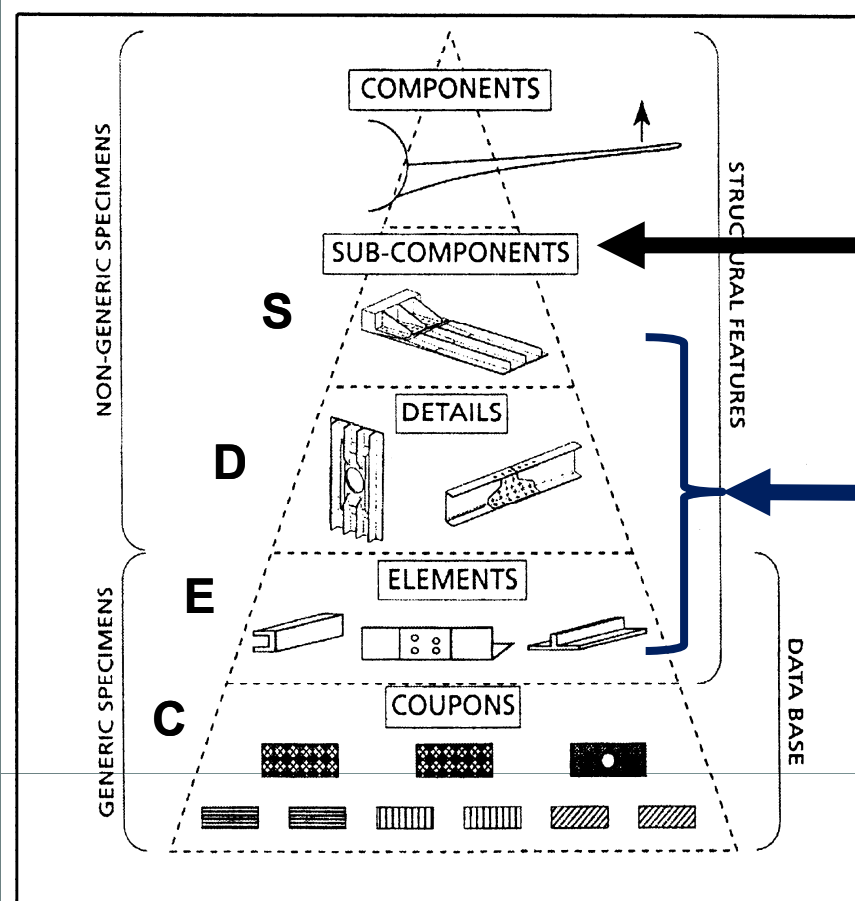 COMPONENTS
NON-GENERIC SPECIMENS
STRUCTURAL FEATURES
SUB-COMPONENTS
S
DETAILS
D
ELEMENTS
E
GENERIC SPECIMENS
DATA BASE
COUPONS
C